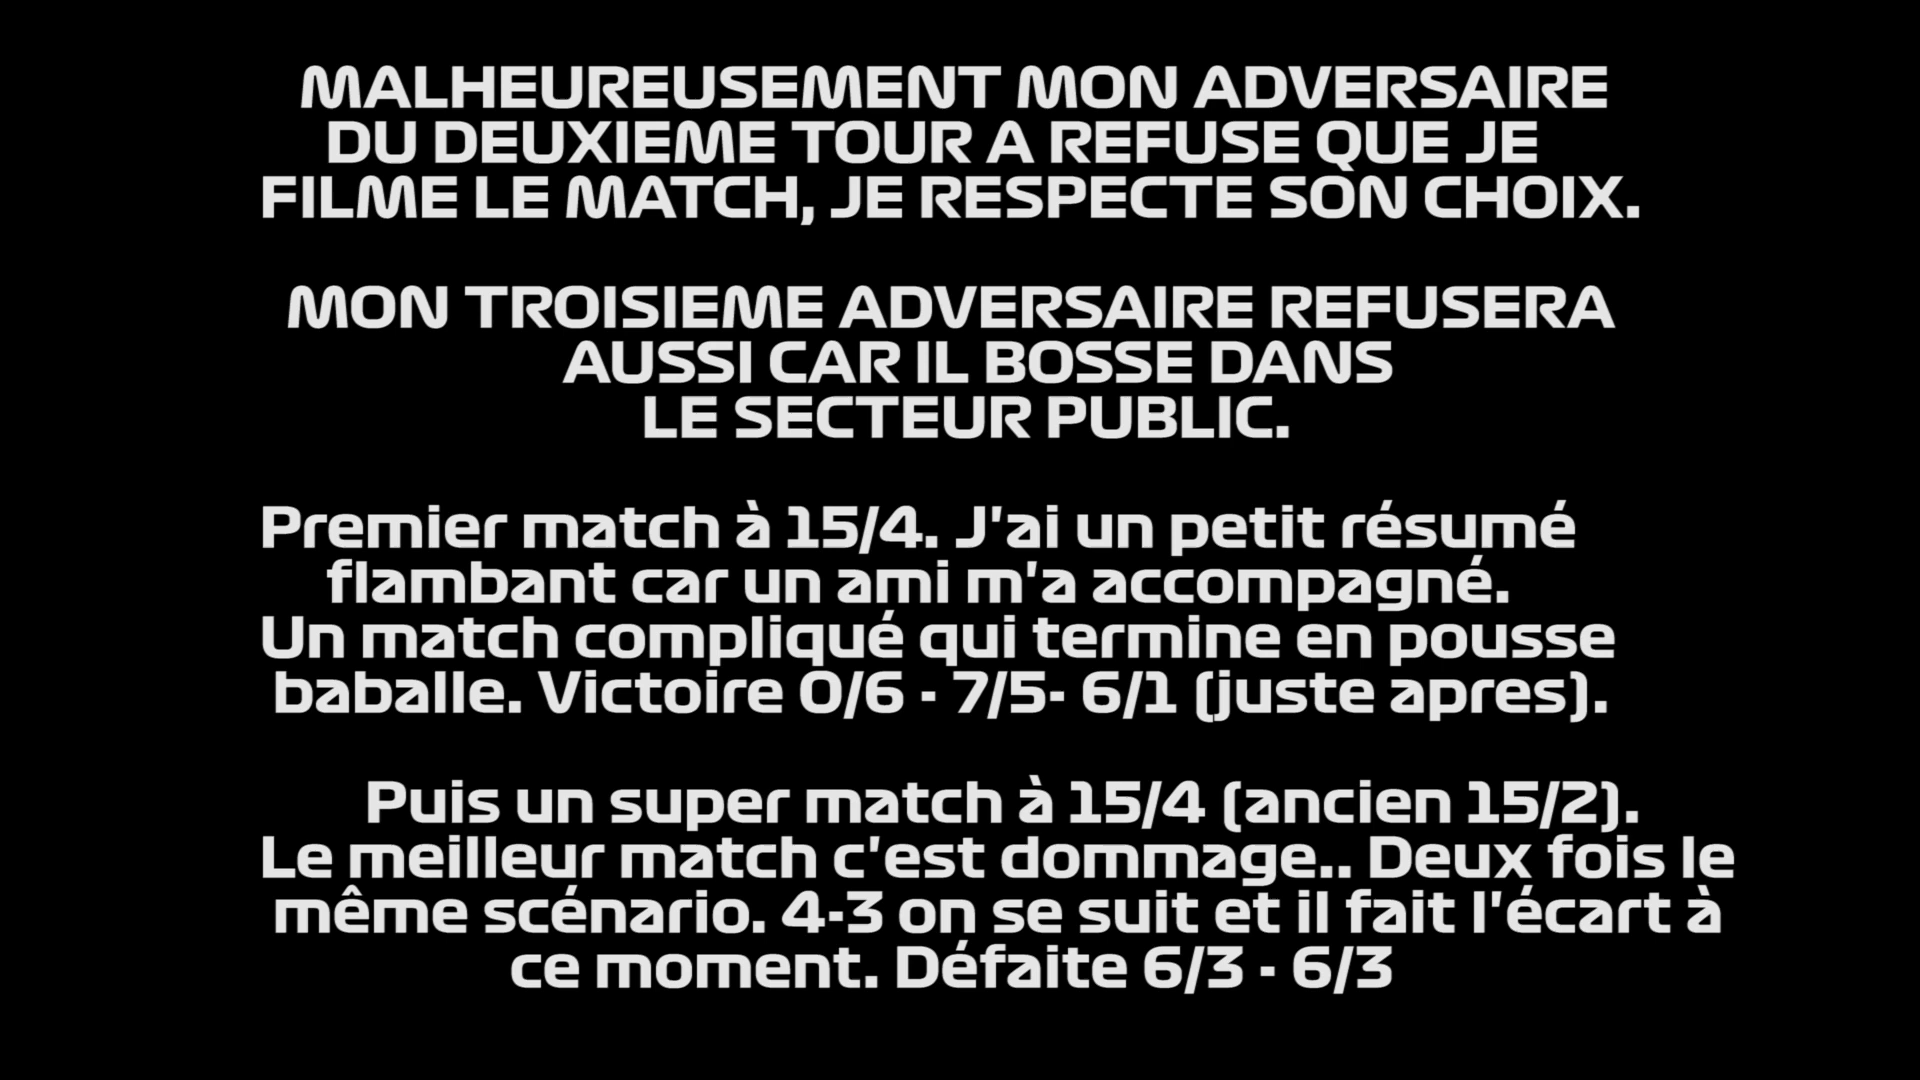 MALHEUREUSEMENT MON ADVERSAIRE
DU DEUXIEME TOUR A REFUSE QUE JE
FILME LE MATCH, JE RESPECTE SON CHOIX.
MON TROISIEME ADVERSAIRE REFUSERA
AUSSI CAR IL BOSSE DANS
LE SECTEUR PUBLIC.
Premier match à 15/4. J'ai un petit résumé
flambant car un ami m'a accompagné.
Un match compliqué qui termine en pousse
baballe. Victoire 0/6 - 7/5- 6/1 (juste apres).
Puis un super match à 15/4 (ancien 15/2).
Le meilleur match c'est dommage.. Deux fois le
même scénario. 4-3 on se suit et il fait l'écart à
ce moment. Défaite 6/3 - 6/3